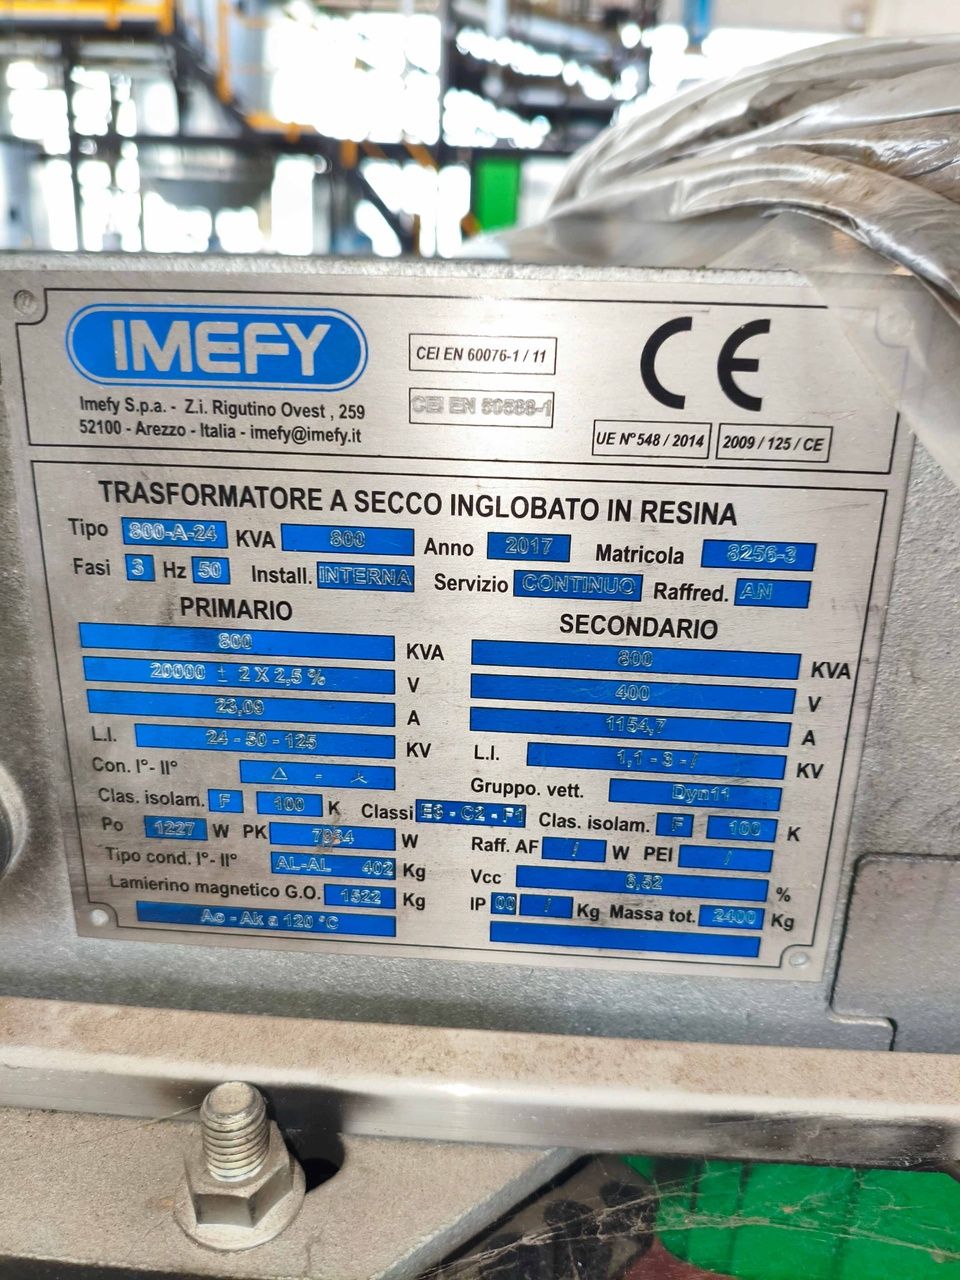 IMEFY
Imefy S.p.a. - Z.i. Rigutino Ovest , 259
52100 - Arezzo - Italia - imefy@imefy.it
CEI EN 60076-1 / 11
CEI EN 50588-1
CE
UE N° 548 / 2014
2009 / 125 / CE
TRASFORMATORE A SECCO INGLOBATO IN RESINA
Tipo 800-A-24 KVA 800 Anno 2017 Matricola 8256-3
Fasi 3 Hz 50 Install. INTERNA Servizio CONTINUO Raffred. AN
PRIMARIO
800 KVA
20000 ± 2 X 2,5 % V
23,09 A
L.I. 24 - 50 - 125 KV
Con. I°- II° △ - ⅄
SECONDARIO
800 KVA
400 V
1154,7 A
L.I. 1,1 - 3 - / KV
Gruppo. vett. Dyn11
Clas. isolam. F 100 K Classi E3 - C2 - F1 Clas. isolam. F 100 K
Po 1227 W PK 7984 W Raff. AF / W PEI /
Tipo cond. I°- II° AL-AL 402 Kg Vcc 6,52 %
Lamierino magnetico G.O. 1522 Kg IP 00 / Kg Massa tot. 2400 Kg
Ao - Ak a 120 °C